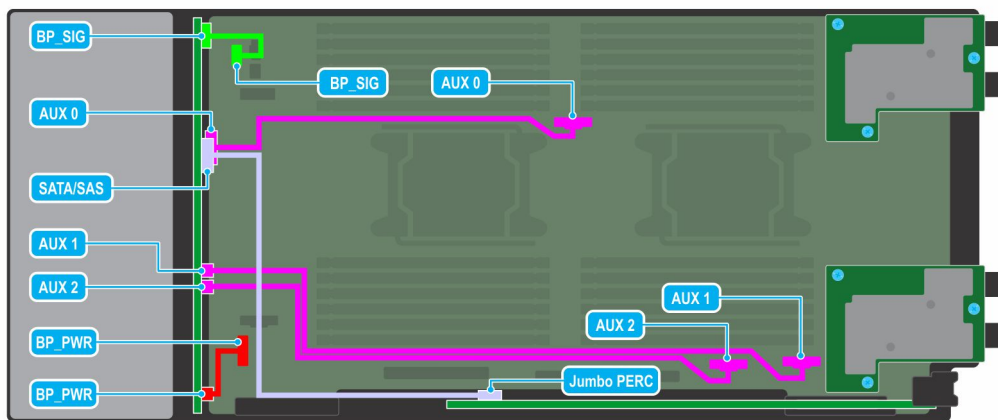 BP_SIG
BP_SIG
AUX 0
AUX 0
SATA/SAS
AUX 1
AUX 2
AUX 1
AUX 2
BP_PWR
Jumbo PERC
BP_PWR